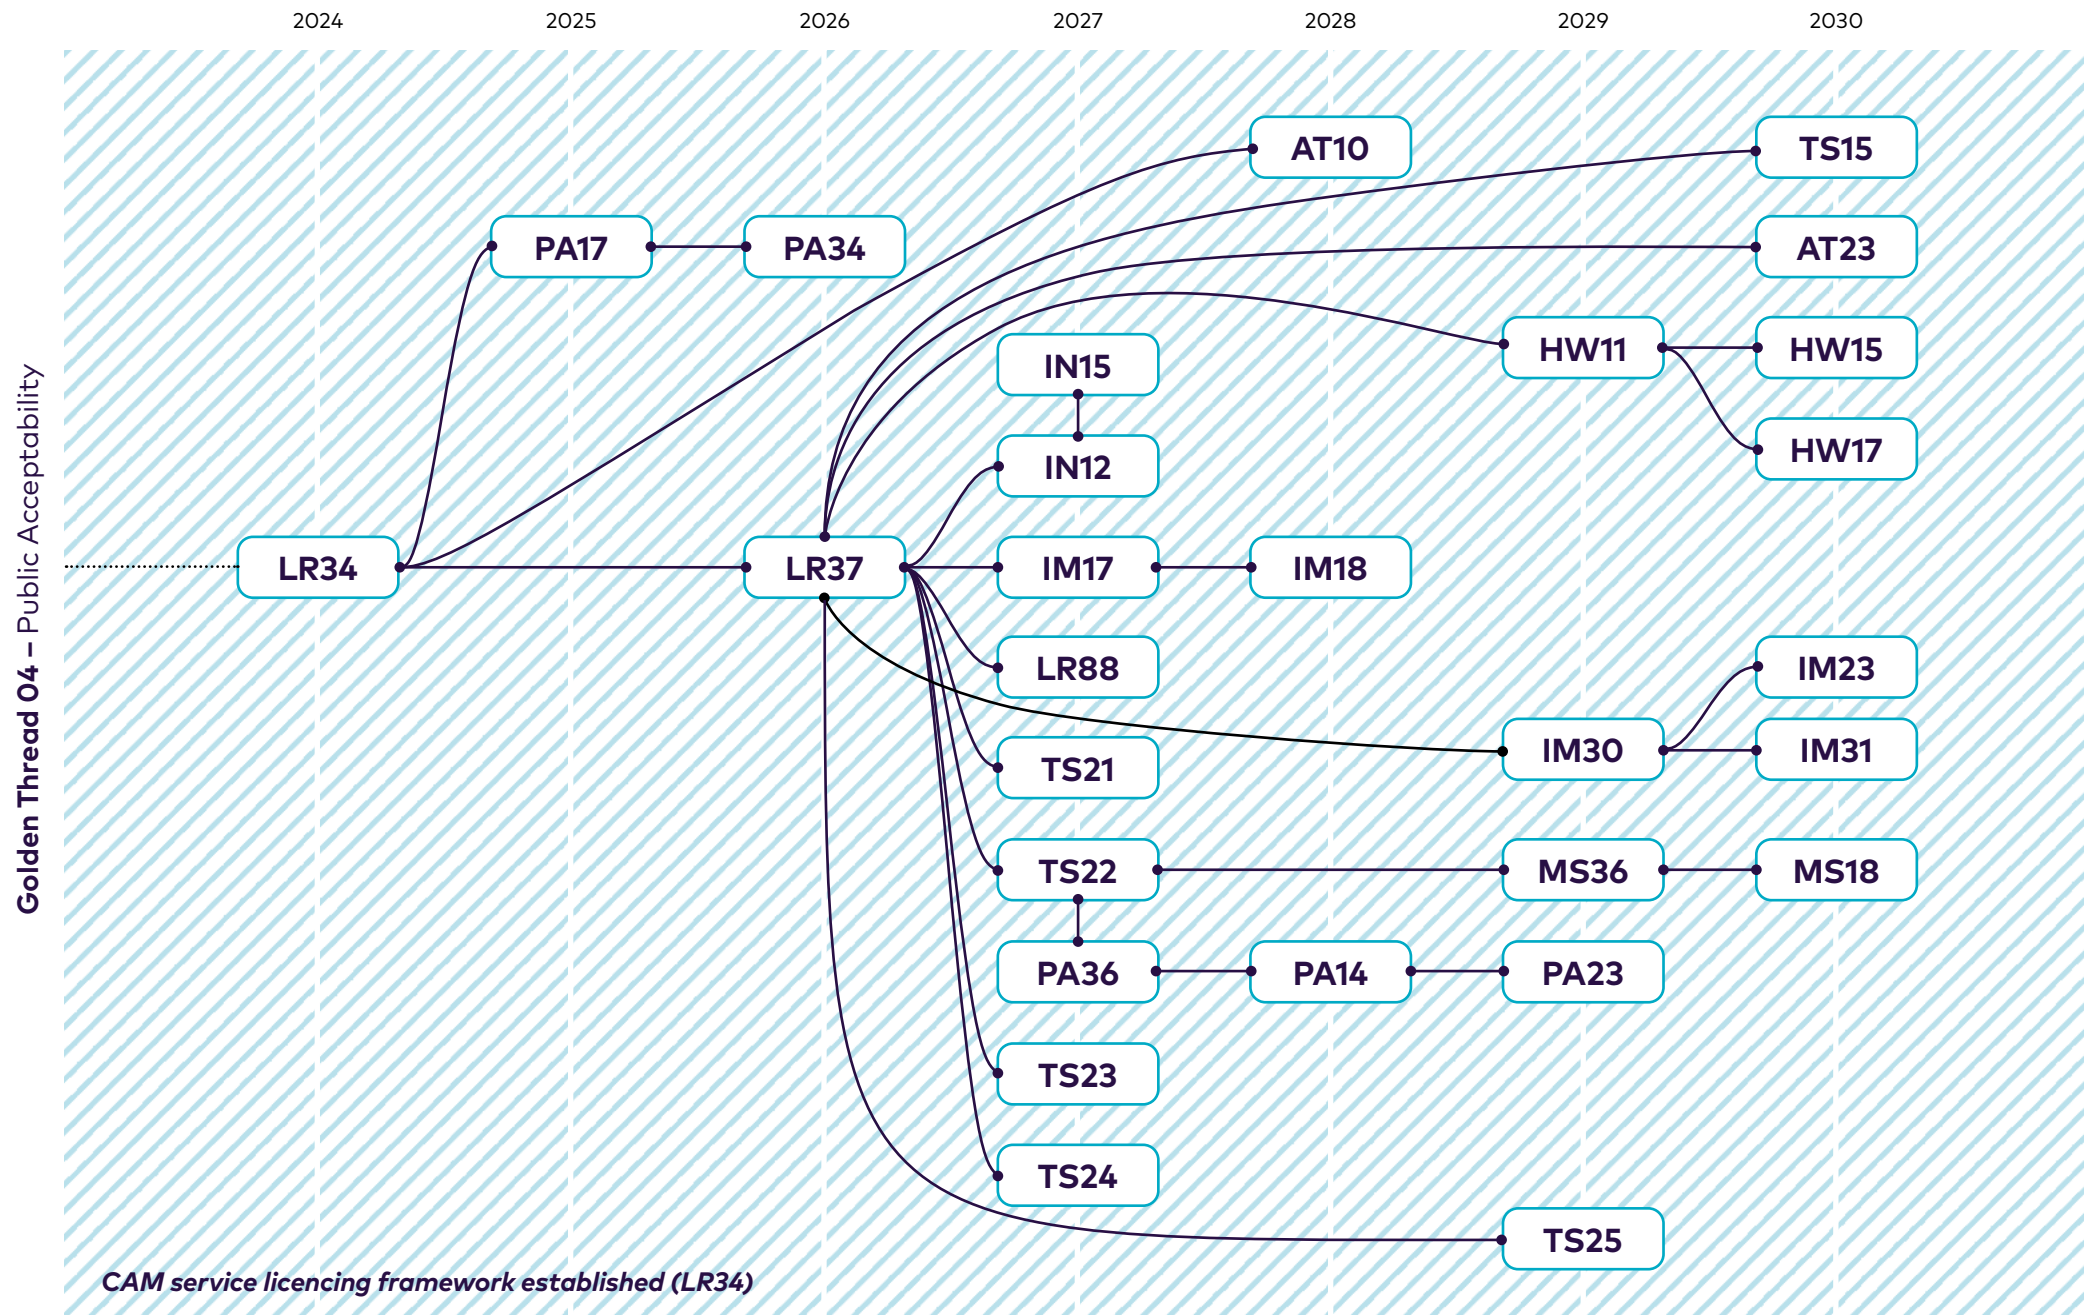 2024 2025 2026 2027 2028 2029 2030
Golden Thread 04 – Public Acceptability
AT10 TS15
PA17 PA34 AT23
IN15 HW11 HW15
IN12 HW17
LR34 LR37 IM17 IM18
LR88 IM23
TS21 IM30 IM31
TS22 MS36 MS18
PA36 PA14 PA23
TS23
TS24
TS25
CAM service licencing framework established (LR34)